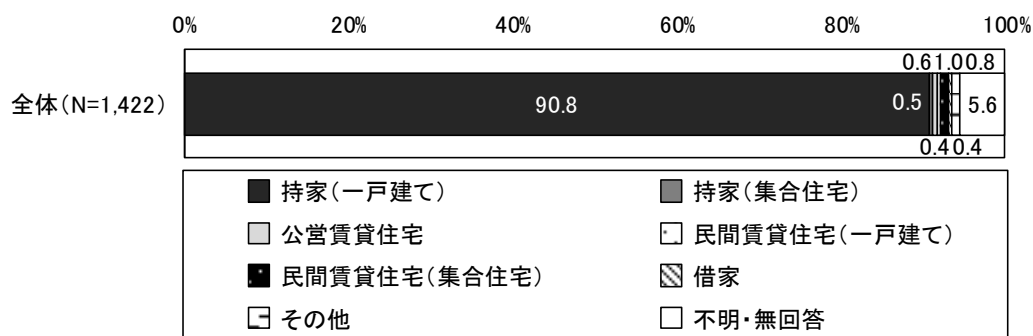 0% 20% 40% 60% 80% 100%
0.6 1.0 0.8
全体(N=1,422) 90.8 0.5 5.6
0.4 0.4
持家(一戸建て) 持家(集合住宅)
公営賃貸住宅 民間賃貸住宅(一戸建て)
民間賃貸住宅(集合住宅) 借家
その他 不明・無回答